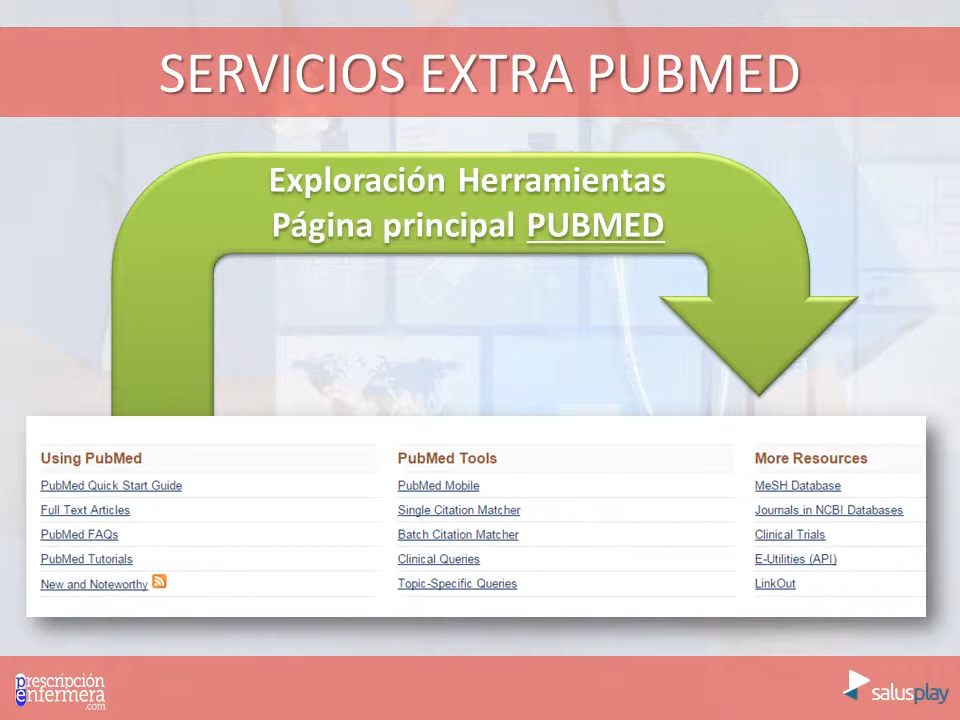 SERVICIOS EXTRA PUBMED
Exploración Herramientas
Página principal PUBMED
Using PubMed
PubMed Quick Start Guide
Full Text Articles
PubMed FAQs
PubMed Tutorials
New and Noteworthy
PubMed Tools
PubMed Mobile
Single Citation Matcher
Batch Citation Matcher
Clinical Queries
Topic-Specific Queries
More Resources
MeSH Database
Journals in NCBI Databases
Clinical Trials
E-Utilities (API)
LinkOut
prescripción
enfermera
.com
salusplay